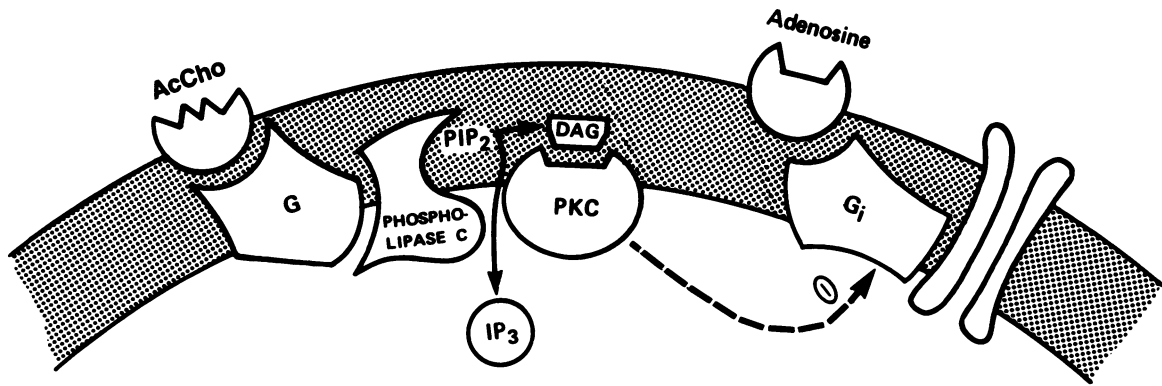 AcCho
Adenosine
PIP2
DAG
G
PHOSPHO-
LIPASE C
PKC
Gi
IP3